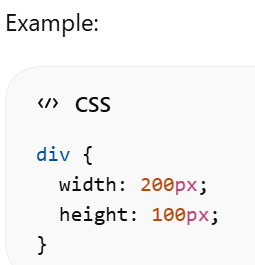 Example:
</> CSS
div {
  width: 200px;
  height: 100px;
}